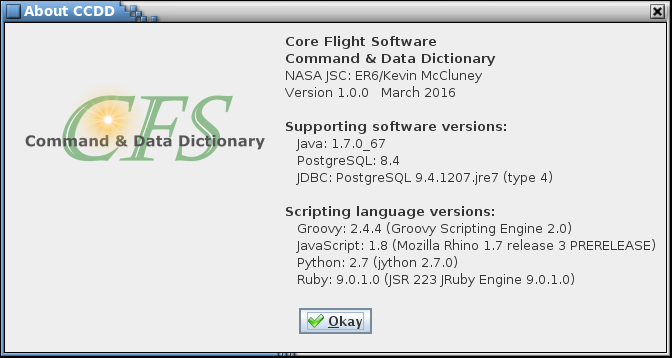 About CCDD
Core Flight Software
Command & Data Dictionary
NASA JSC: ER6/Kevin McCluney
Version 1.0.0 March 2016
CFS
Command & Data Dictionary
Supporting software versions:
Java: 1.7.0_67
PostgreSQL: 8.4
JDBC: PostgreSQL 9.4.1207.jre7 (type 4)
Scripting language versions:
Groovy: 2.4.4 (Groovy Scripting Engine 2.0)
JavaScript: 1.8 (Mozilla Rhino 1.7 release 3 PRERELEASE)
Python: 2.7 (jython 2.7.0)
Ruby: 9.0.1.0 (JSR 223 JRuby Engine 9.0.1.0)
Okay